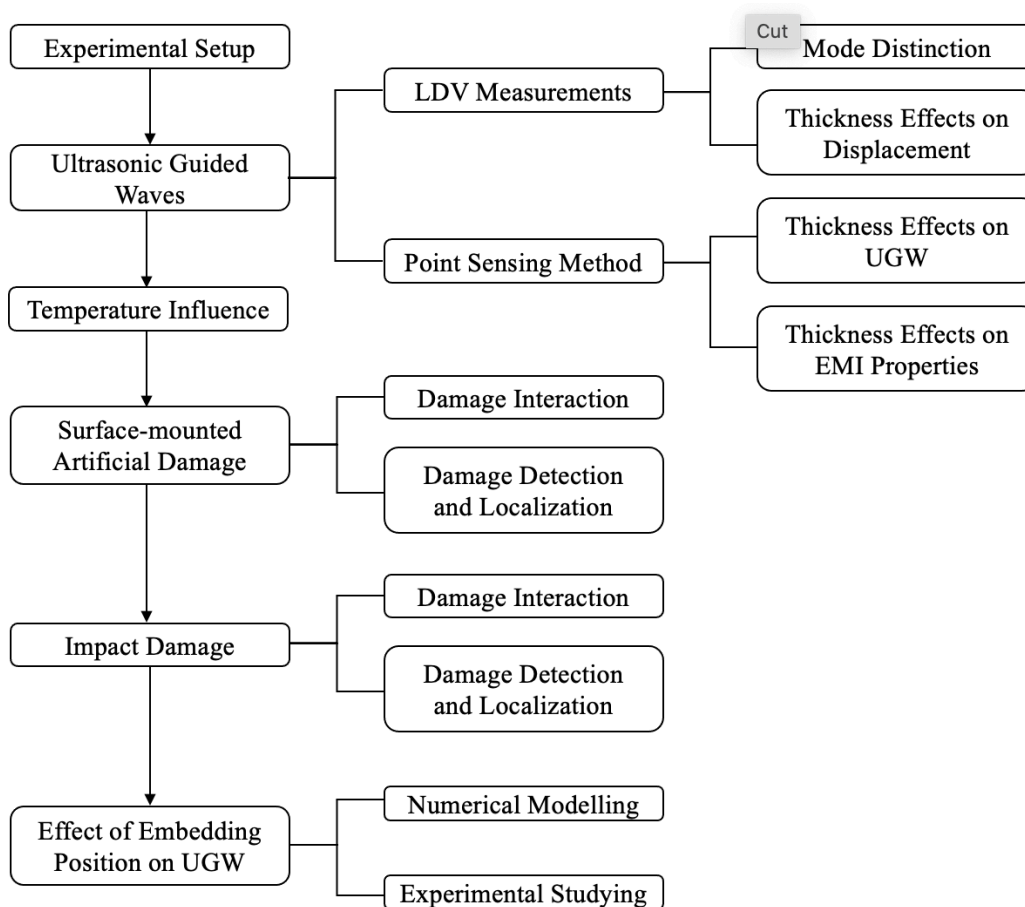 Experimental Setup
Cut
Mode Distinction
LDV Measurements
Thickness Effects on
Displacement
Ultrasonic Guided
Waves
Thickness Effects on
UGW
Point Sensing Method
Temperature Influence
Thickness Effects on
EMI Properties
Damage Interaction
Surface-mounted
Artificial Damage
Damage Detection
and Localization
Damage Interaction
Impact Damage
Damage Detection
and Localization
Numerical Modelling
Effect of Embedding
Position on UGW
Experimental Studying